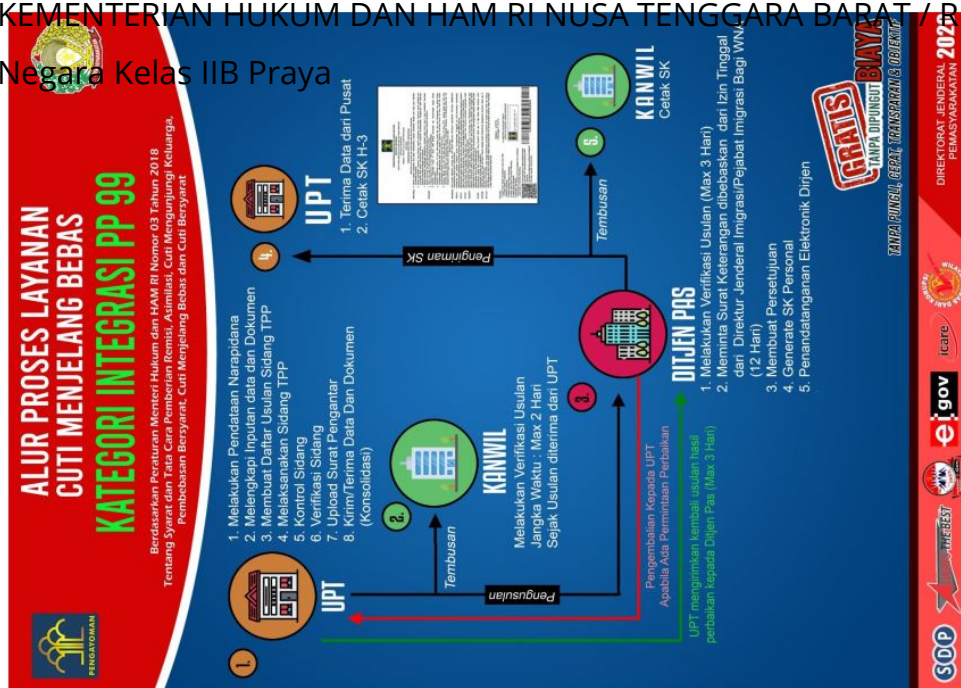 KEMENTERIAN HUKUM DAN HAM RI NUSA TENGGARA BARAT / R
Negara Kelas IIB Praya
PENGAYOMAN
ALUR PROSES LAYANAN
CUTI MENJELANG BEBAS
KATEGORI INTEGRASI PP 99
Berdasarkan Peraturan Menteri Hukum dan HAM RI Nomor 03 Tahun 2018
Tentang Syarat dan Tata Cara Pemberian Remisi, Asimilasi, Cuti Mengunjungi Keluarga,
Pembebasan Bersyarat, Cuti Menjelang Bebas dan Cuti Bersyarat
1.
UPT
1. Melakukan Pendataan Narapidana
2. Melengkapi Inputan data dan Dokumen
3. Membuat Daftar Usulan Sidang TPP
4. Melaksanakan Sidang TPP
5. Kontrol Sidang
6. Verifikasi Sidang
7. Upload Surat Pengantar
8. Kirim/Terima Data Dan Dokumen
(Konsolidasi)
Tembusan
2.
KANWIL
Melakukan Verifikasi Usulan
Jangka Waktu : Max 2 Hari
Sejak Usulan diterima dari UPT
Pengusulan
Pengembalian Kepada UPT
Apabila Ada Permintaan Perbaikan
UPT mengirimkan kembali usulan hasil
perbaikan kepada Ditjen Pas (Max 3 Hari)
3.
DITJEN PAS
1. Melakukan Verifikasi Usulan (Max 3 Hari)
2. Meminta Surat Keterangan dibebaskan dari Izin Tinggal
dari Direktur Jenderal Imigrasi/Pejabat Imigrasi Bagi WNA
(12 Hari)
3. Membuat Persetujuan
4. Generate SK Personal
5. Penandatanganan Elektronik Dirjen
Pengiriman SK
4.
UPT
1. Terima Data dari Pusat
2. Cetak SK H-3
Tembusan
5.
KANWIL
Cetak SK
GRATIS
TANPA DIPUNGUT BIAYA
TANPA PUNGLI, CEPAT, TRANSPARAN & OBJEKTIF
SDP
THE BEST
e gov
icare
DIREKTORAT JENDERAL
PEMASYARAKATAN